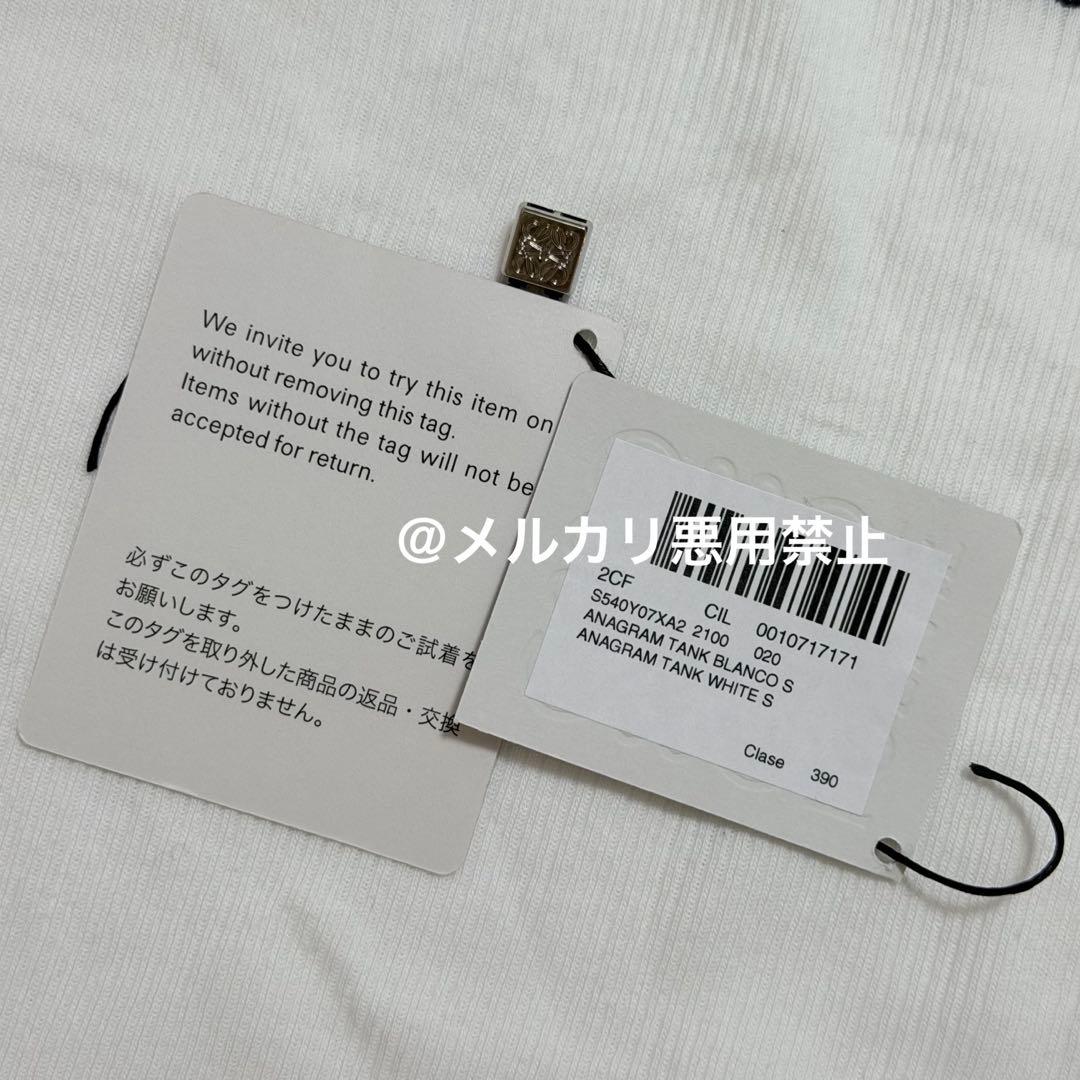 We invite you to try this item on
without removing this tag.
Items without the tag will not be
accepted for return.
必ずこのタグをつけたままのご試着を
お願いします。
このタグを取り外した商品の返品・交換
は受け付けておりません。
@メルカリ悪用禁止
2CF CIL 0010717171
S540Y07XA2 2100 020
ANAGRAM TANK BLANCO S
ANAGRAM TANK WHITE S
Clase 390